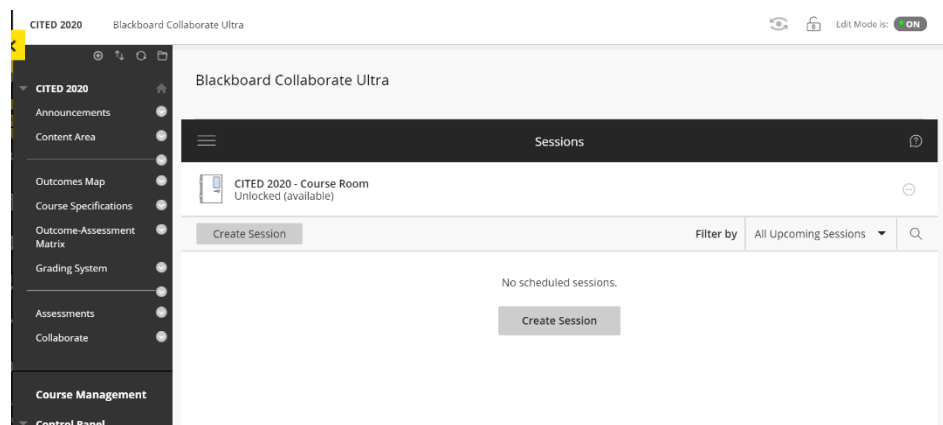 CITED 2020 Blackboard Collaborate Ultra Edit Mode is: ON
CITED 2020
Announcements
Content Area
Outcomes Map
Course Specifications
Outcome-Assessment
Matrix
Grading System
Assessments
Collaborate
Course Management
Control Panel
Blackboard Collaborate Ultra
Sessions
CITED 2020 - Course Room
Unlocked (available)
Create Session Filter by All Upcoming Sessions
No scheduled sessions.
Create Session